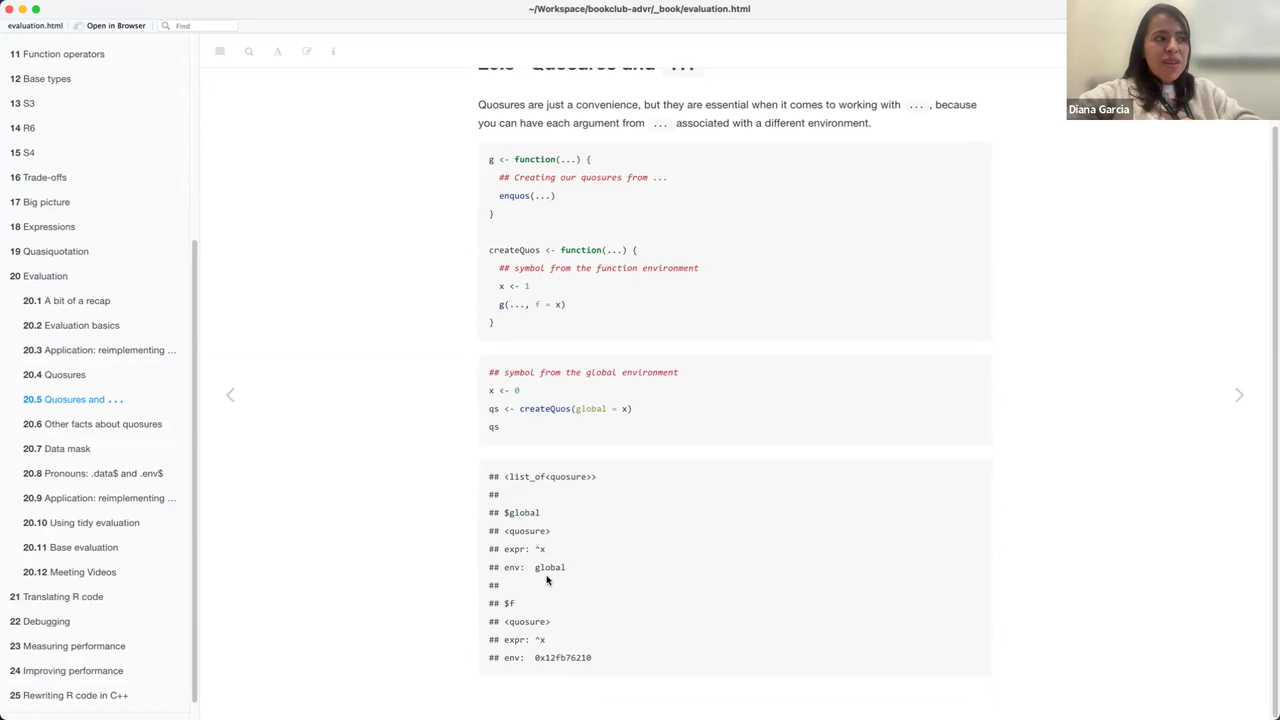 ~/Workspace/bookclub-advr/_book/evaluation.html
evaluation.html
Open in Browser
Find
Diana Garcia
11 Function operators
12 Base types
13 S3
14 R6
15 S4
16 Trade-offs
17 Big picture
18 Expressions
19 Quasiquotation
20 Evaluation
20.1 A bit of a recap
20.2 Evaluation basics
20.3 Application: reimplementing …
20.4 Quosures
20.5 Quosures and ...
20.6 Other facts about quosures
20.7 Data mask
20.8 Pronouns: .data$ and .env$
20.9 Application: reimplementing …
20.10 Using tidy evaluation
20.11 Base evaluation
20.12 Meeting Videos
21 Translating R code
22 Debugging
23 Measuring performance
24 Improving performance
25 Rewriting R code in C++
20.5 Quosures and ...
Quosures are just a convenience, but they are essential when it comes to working with ... , because
you can have each argument from ... associated with a different environment.
g <- function(...) {
## Creating our quosures from ...
enquos(...)
}
createQuos <- function(...) {
## symbol from the function environment
x <- 1
g(..., f = x)
}
## symbol from the global environment
x <- 0
qs <- createQuos(global = x)
qs
## <list_of<quosure>>
##
## $global
## <quosure>
## expr: ^x
## env:  global
##
## $f
## <quosure>
## expr: ^x
## env:  0x12fb76210